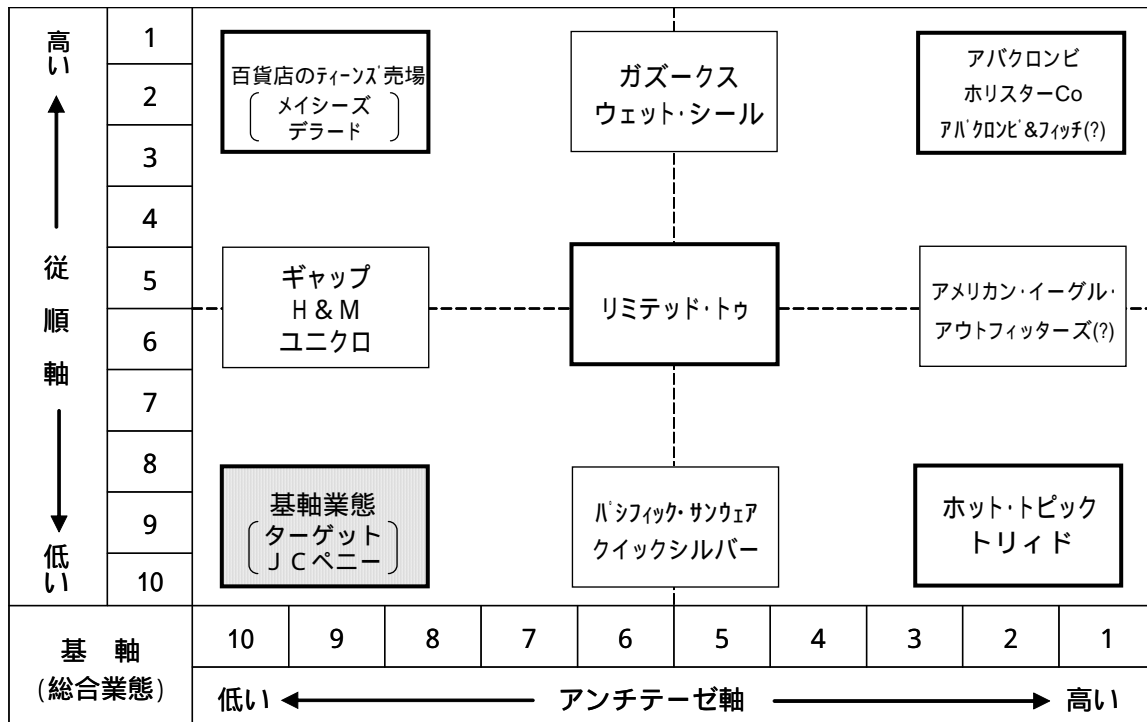 高い
従順軸
低い
1
2
3
4
5
6
7
8
9
10
百貨店のティーンズ売場
メイシーズ
デラード
ガズークス
ウェット・シール
アバクロンビ
ホリスターCo
アバクロンビ&フィッチ(?)
ギャップ
H & M
ユニクロ
リミテッド・トゥ
アメリカン・イーグル・
アウトフィッターズ(?)
基軸業態
ターゲット
JCペニー
パシフィック・サンウェア
クイックシルバー
ホット・トピック
トリィド
基 軸
(総合業態)
10 9 8 7 6 5 4 3 2 1
低い アンチテーゼ軸 高い